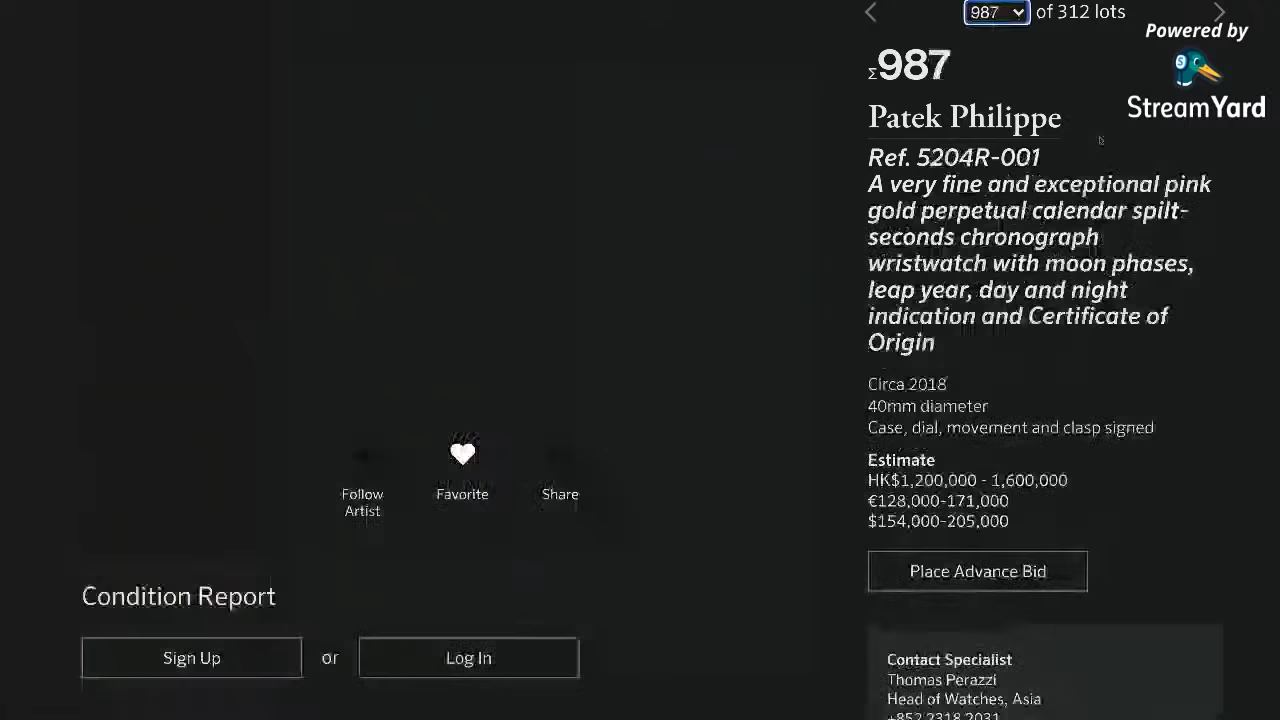 987 of 312 lots
Powered by
StreamYard
Σ987
Patek Philippe
Ref. 5204R-001
A very fine and exceptional pink
gold perpetual calendar spilt-
seconds chronograph
wristwatch with moon phases,
leap year, day and night
indication and Certificate of
Origin
Circa 2018
40mm diameter
Case, dial, movement and clasp signed
Estimate
HK$1,200,000 - 1,600,000
€128,000-171,000
$154,000-205,000
Place Advance Bid
Follow
Artist
Favorite
Share
Condition Report
Sign Up or Log In
Contact Specialist
Thomas Perazzi
Head of Watches, Asia
+852 2318 2031